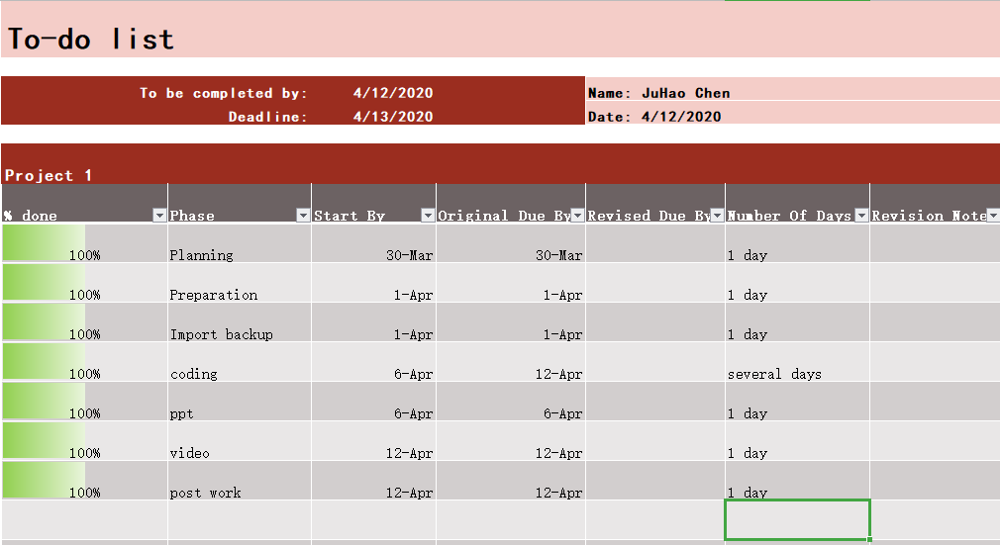 To-do list
To be completed by: 4/12/2020 Name: JuHao Chen
Deadline: 4/13/2020 Date: 4/12/2020
Project 1
% done Phase Start By Original Due By Revised Due By Number Of Days Revision Note
100% Planning 30-Mar 30-Mar 1 day
100% Preparation 1-Apr 1-Apr 1 day
100% Import backup 1-Apr 1-Apr 1 day
100% coding 6-Apr 12-Apr several days
100% ppt 6-Apr 6-Apr 1 day
100% video 12-Apr 12-Apr 1 day
100% post work 12-Apr 12-Apr 1 day